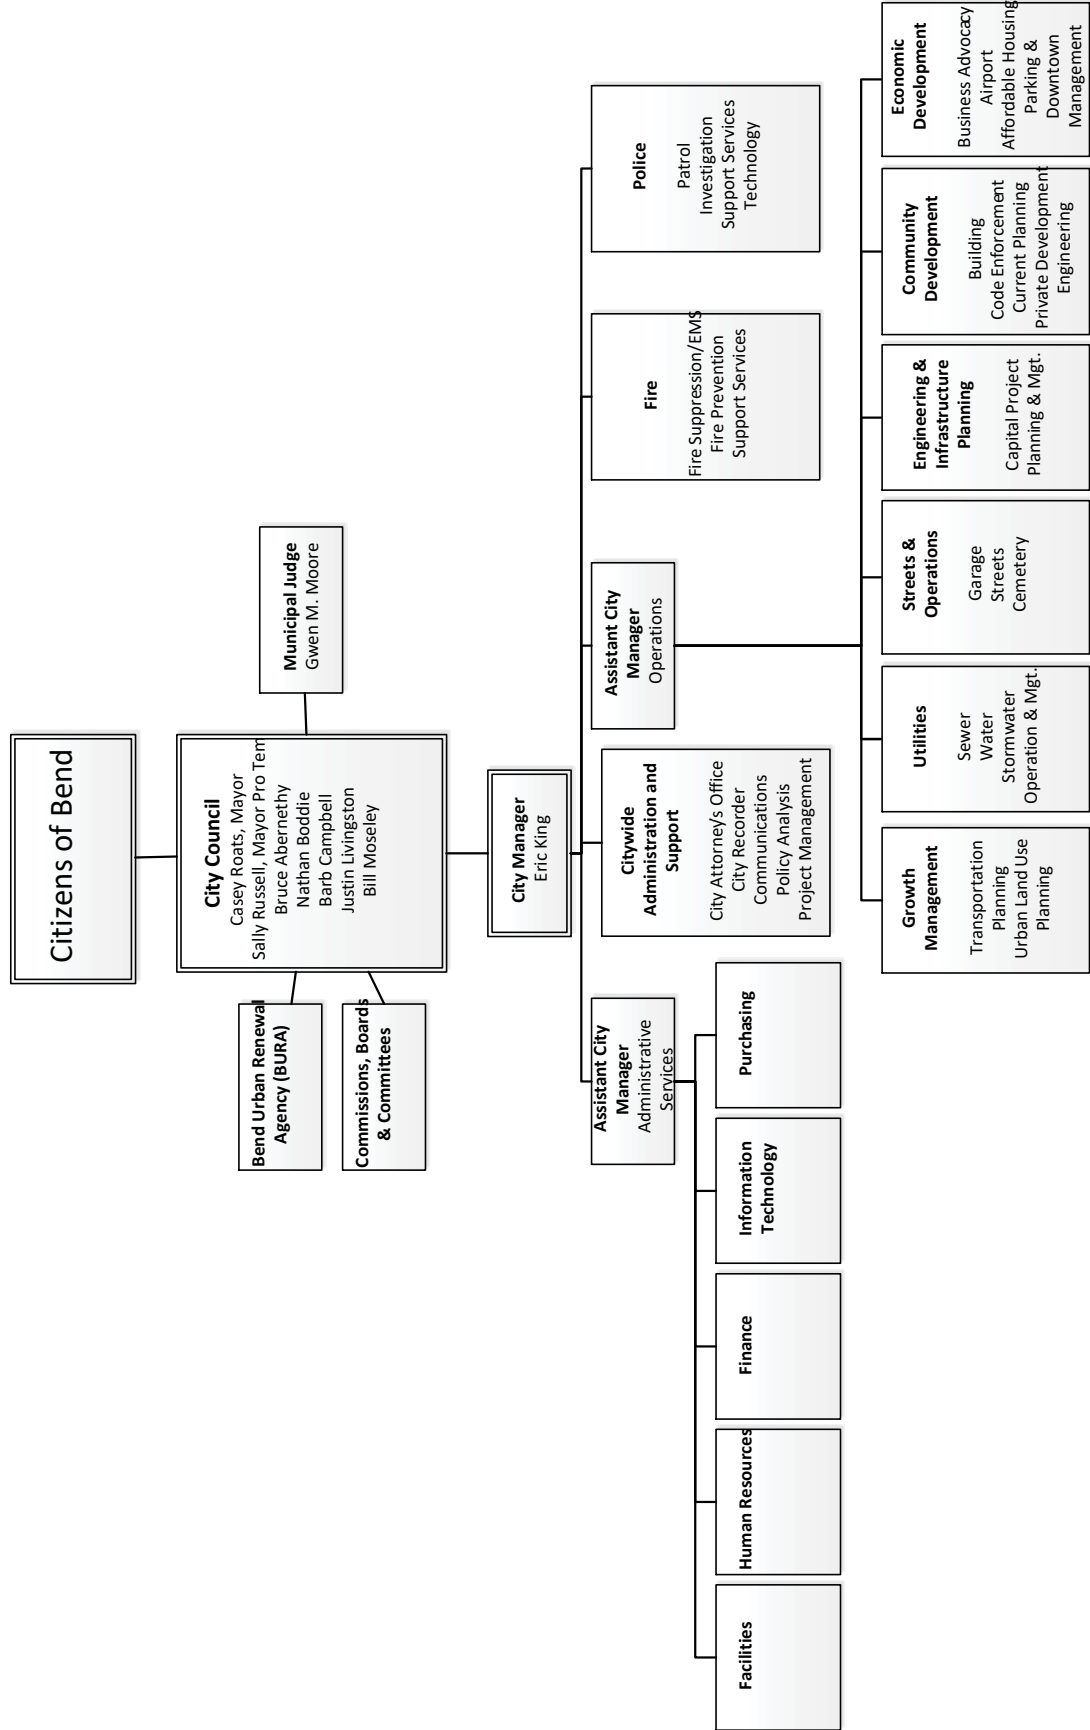 Citizens of Bend
City Council
Casey Roats, Mayor
Sally Russell, Mayor Pro Tem
Bruce Abernethy
Nathan Boddie
Barb Campbell
Justin Livingston
Bill Moseley
Bend Urban Renewal
Agency (BURA)
Commissions, Boards
& Committees
Municipal Judge
Gwen M. Moore
City Manager
Eric King
Assistant City
Manager
Administrative
Services
Citywide
Administration and
Support
City Attorney's Office
City Recorder
Communications
Policy Analysis
Project Management
Assistant City
Manager
Operations
Fire
Fire Suppression/EMS
Fire Prevention
Support Services
Police
Patrol
Investigation
Support Services
Technology
Facilities
Human Resources
Finance
Information
Technology
Purchasing
Growth
Management
Transportation
Planning
Urban Land Use
Planning
Utilities
Sewer
Water
Stormwater
Operation & Mgt.
Streets &
Operations
Garage
Streets
Cemetery
Engineering &
Infrastructure
Planning
Capital Project
Planning & Mgt.
Community
Development
Building
Code Enforcement
Current Planning
Private Development
Engineering
Economic
Development
Business Advocacy
Airport
Affordable Housing
Parking &
Downtown
Management